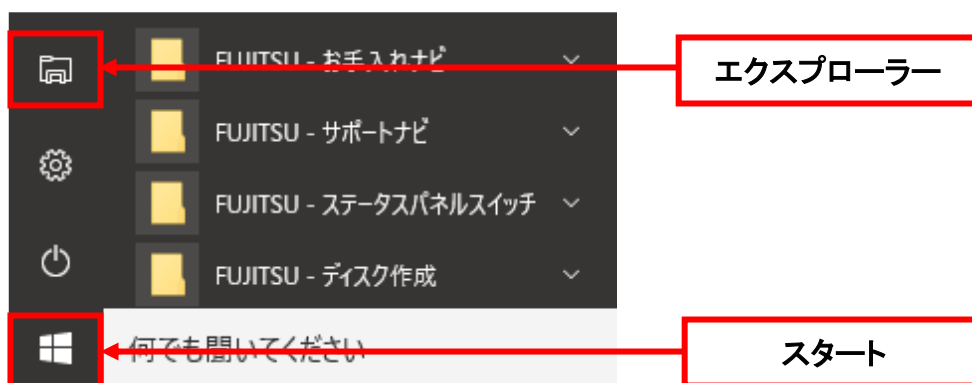 FUJITSU - お手入れナビ
エクスプローラー
FUJITSU - サポートナビ
FUJITSU - ステータスパネルスイッチ
FUJITSU - ディスク作成
何でも聞いてください
スタート